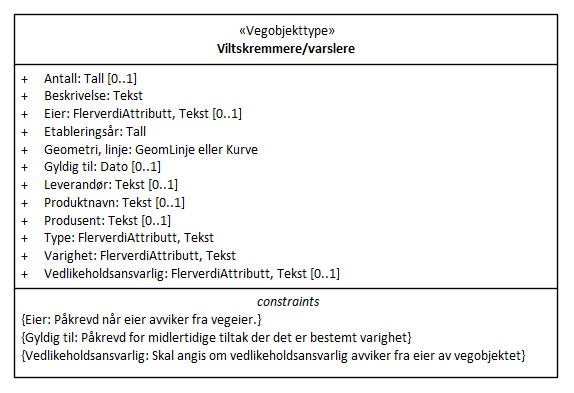 «Vegobjekttype»
Viltskremmere/varslere
+ Antall: Tall [0..1]
+ Beskrivelse: Tekst
+ Eier: FlerverdiAttributt, Tekst [0..1]
+ Etableringsår: Tall
+ Geometri, linje: GeomLinje eller Kurve
+ Gyldig til: Dato [0..1]
+ Leverandør: Tekst [0..1]
+ Produktnavn: Tekst [0..1]
+ Produsent: Tekst [0..1]
+ Type: FlerverdiAttributt, Tekst
+ Varighet: FlerverdiAttributt, Tekst
+ Vedlikeholdsansvarlig: FlerverdiAttributt, Tekst [0..1]
constraints
{Eier: Påkrevd når eier avviker fra vegeier.}
{Gyldig til: Påkrevd for midlertidige tiltak der det er bestemt varighet}
{Vedlikeholdsansvarlig: Skal angis om vedlikeholdsansvarlig avviker fra eier av vegobjektet}